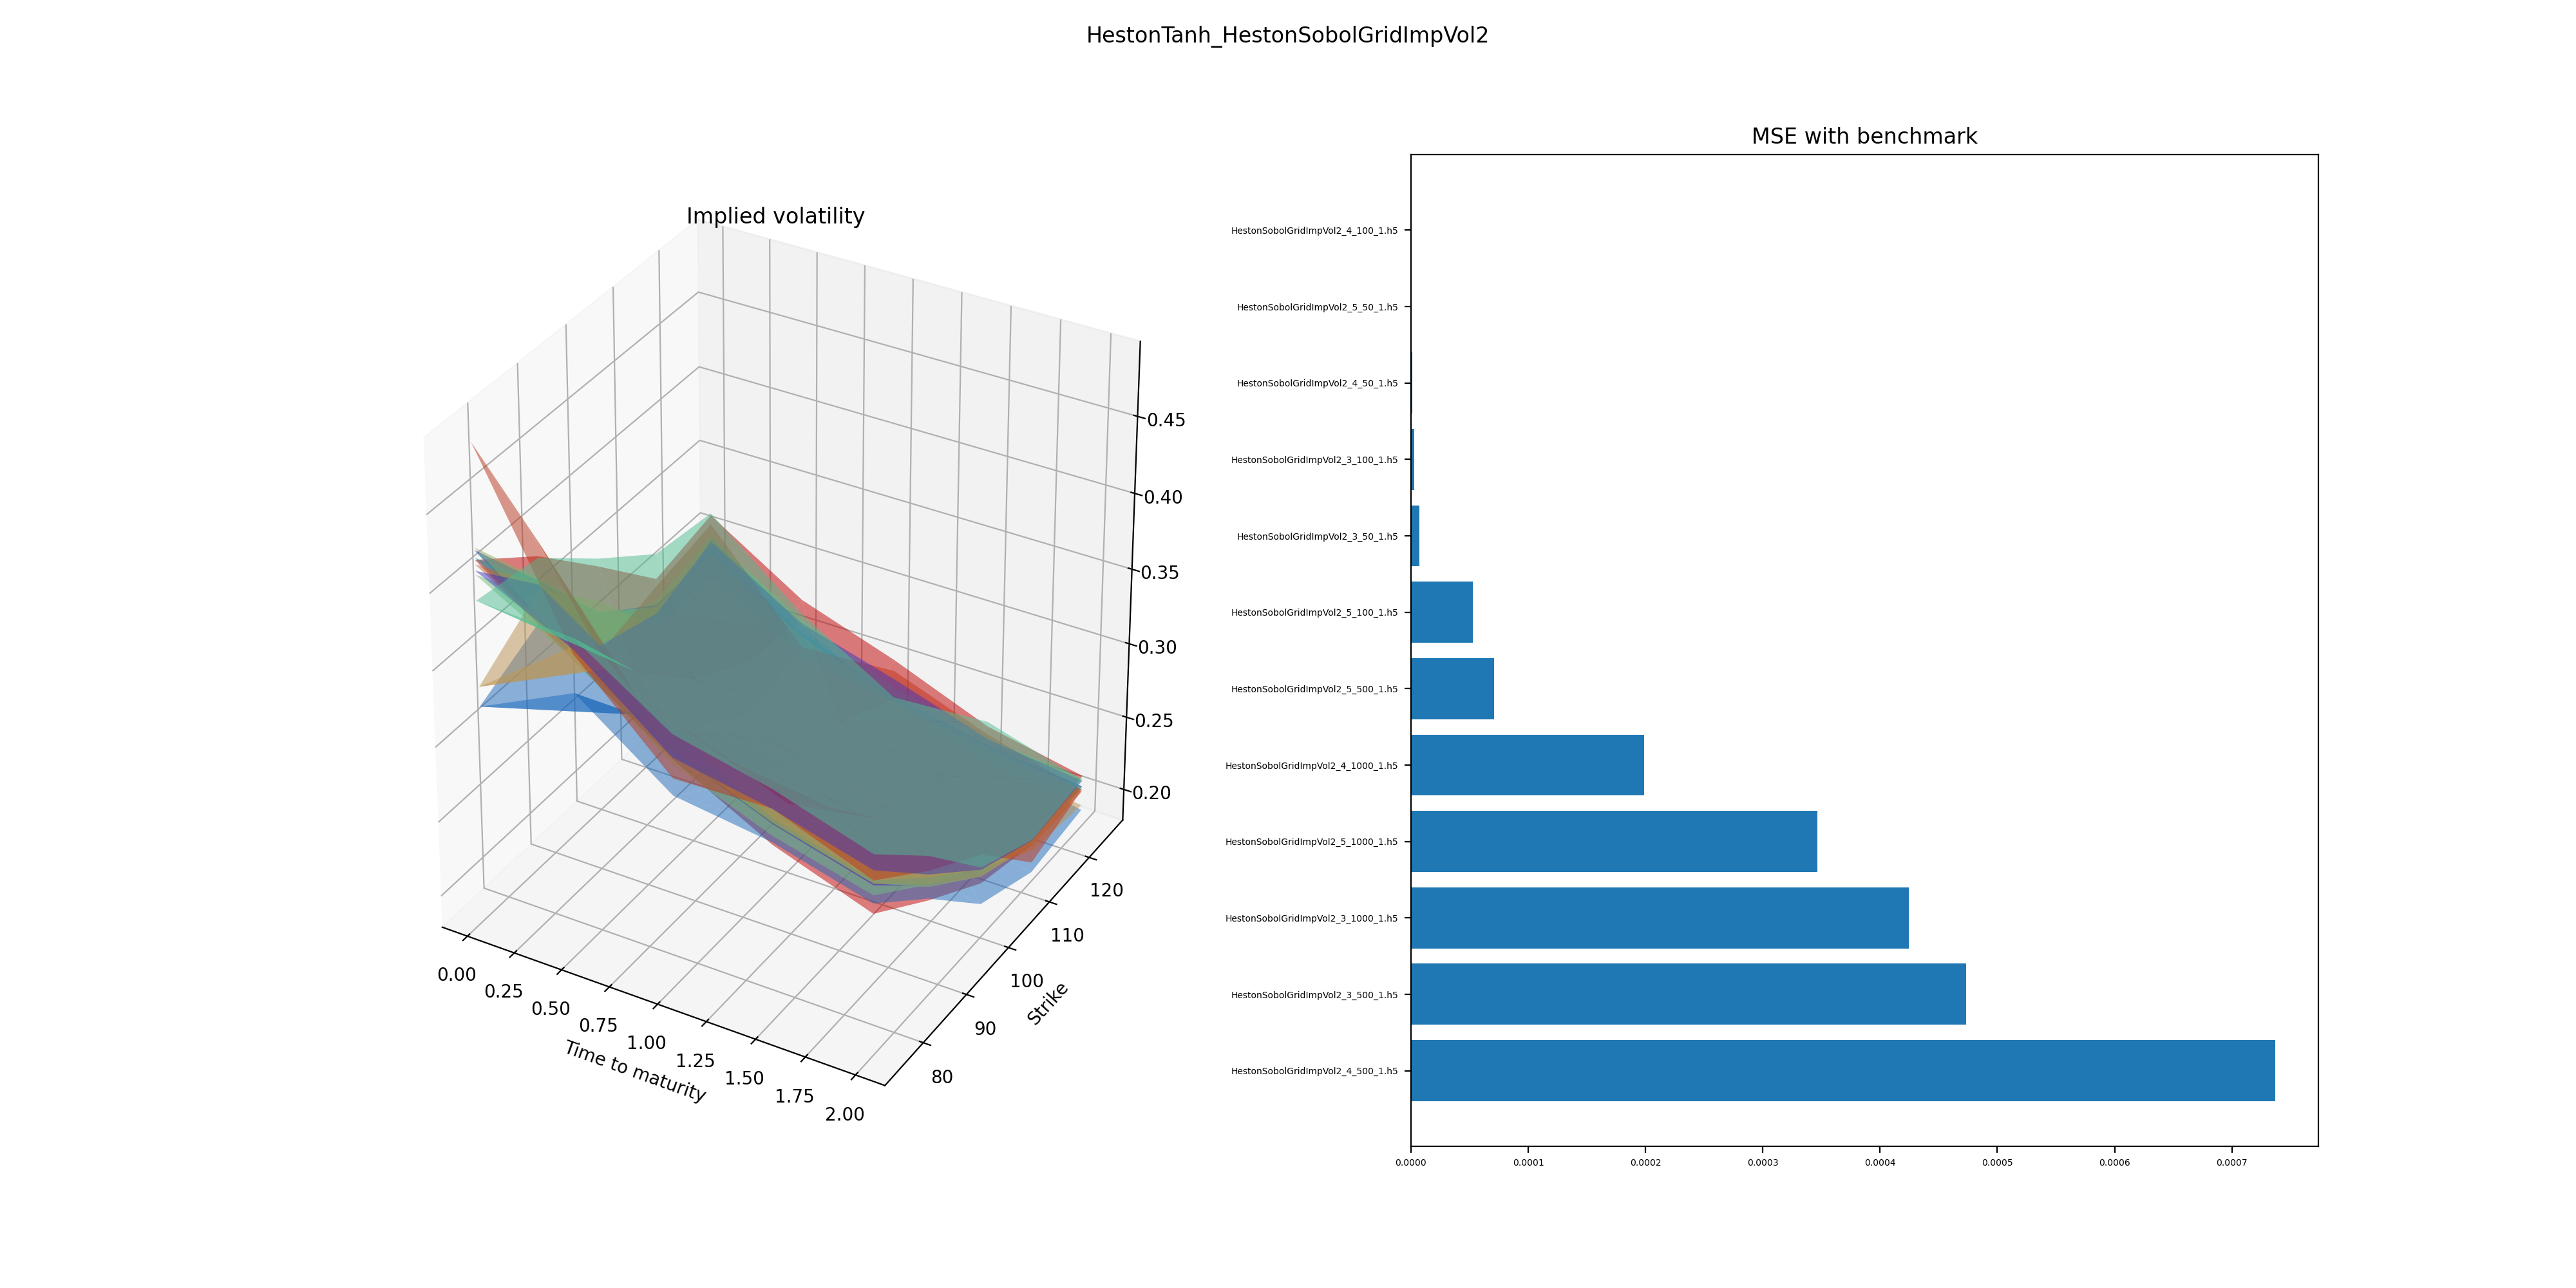 HestonTanh_HestonSobolGridImpVol2
Implied volatility
0.45
0.40
0.35
0.30
0.25
0.20
120
110
100
90
80
Strike
0.00
0.25
0.50
0.75
1.00
1.25
1.50
1.75
2.00
Time to maturity
MSE with benchmark
HestonSobolGridImpVol2_4_100_1.h5
HestonSobolGridImpVol2_5_50_1.h5
HestonSobolGridImpVol2_4_50_1.h5
HestonSobolGridImpVol2_3_100_1.h5
HestonSobolGridImpVol2_3_50_1.h5
HestonSobolGridImpVol2_5_100_1.h5
HestonSobolGridImpVol2_5_500_1.h5
HestonSobolGridImpVol2_4_1000_1.h5
HestonSobolGridImpVol2_5_1000_1.h5
HestonSobolGridImpVol2_3_1000_1.h5
HestonSobolGridImpVol2_3_500_1.h5
HestonSobolGridImpVol2_4_500_1.h5
0.0000 0.0001 0.0002 0.0003 0.0004 0.0005 0.0006 0.0007